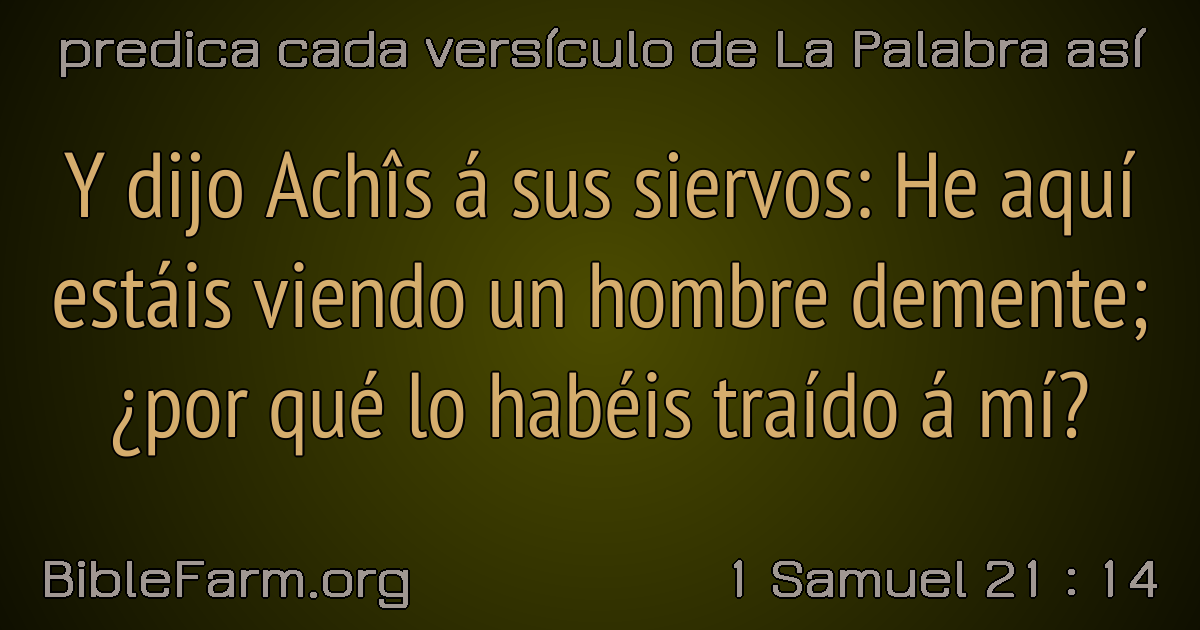 predica cada versículo de La Palabra así
Y dijo Achîs á sus siervos: He aquí
estáis viendo un hombre demente;
¿por qué lo habéis traído á mí?
BibleFarm.org
1 Samuel 21 : 14